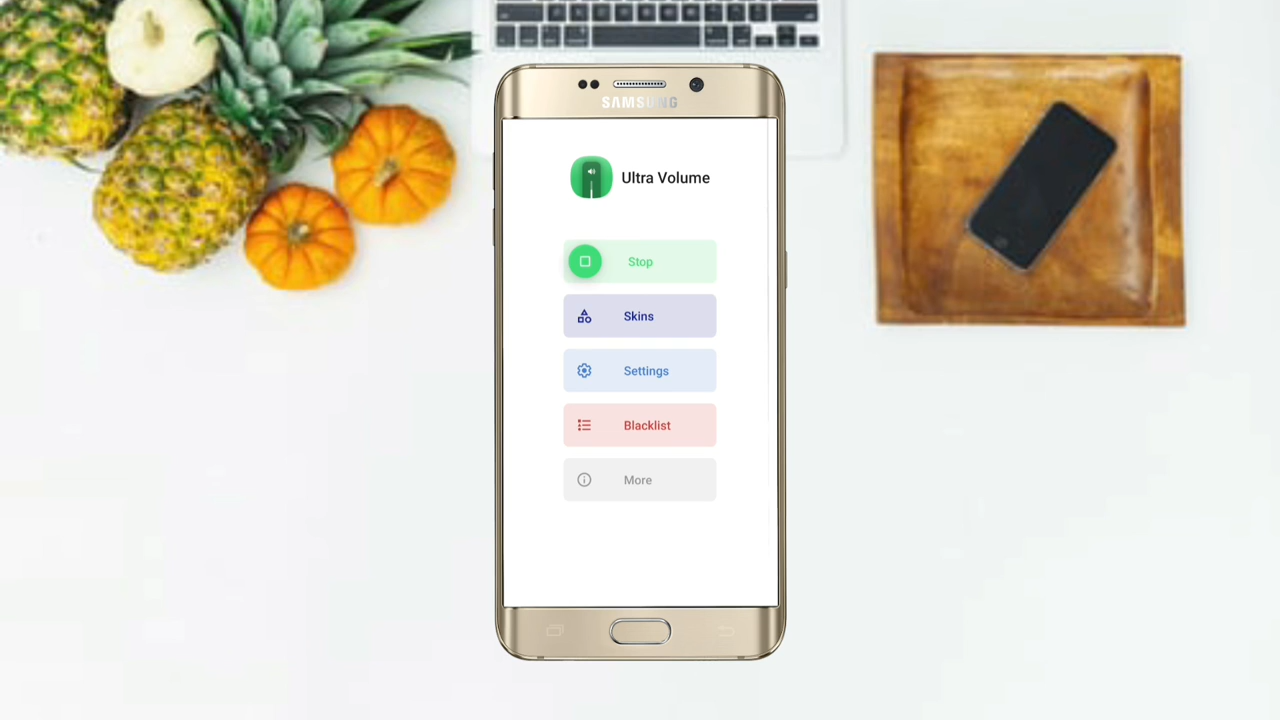 SAMSUNG
Ultra Volume
Stop
Skins
Settings
Blacklist
More